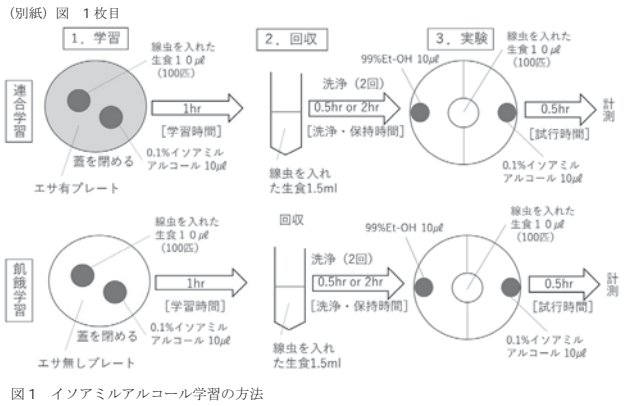 （別紙）図　1枚目
1．学習
2．回収
3．実験
連合学習
線虫を入れた
生食１０㎕
（100匹）
0.1%イソアミル
アルコール 10㎕
蓋を閉める
エサ有プレート
1hr
[学習時間]
洗浄（2回）
0.5hr or 2hr
[洗浄・保持時間]
線虫を入れ
た生食1.5ml
99%Et-OH 10㎕
線虫を入れた
生食１０㎕
（100匹）
0.1%イソアミル
アルコール 10㎕
0.5hr
[試行時間]
計測
飢餓学習
線虫を入れた
生食１０㎕
（100匹）
0.1%イソアミル
アルコール 10㎕
蓋を閉める
エサ無しプレート
1hr
[学習時間]
回収
洗浄（2回）
0.5hr or 2hr
[洗浄・保持時間]
線虫を入れ
た生食1.5ml
99%Et-OH 10㎕
線虫を入れた
生食１０㎕
（100匹）
0.1%イソアミル
アルコール 10㎕
0.5hr
[試行時間]
計測
図１　イソアミルアルコール学習の方法